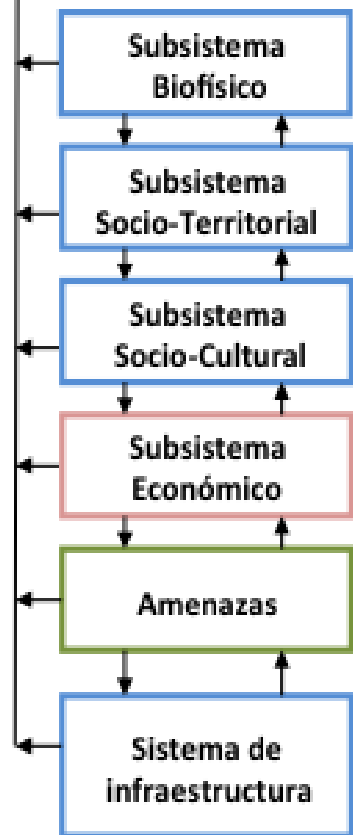 Subsistema
Biofísico
Subsistema
Socio-Territorial
Subsistema
Socio-Cultural
Subsistema
Económico
Amenazas
Sistema de
infraestructura